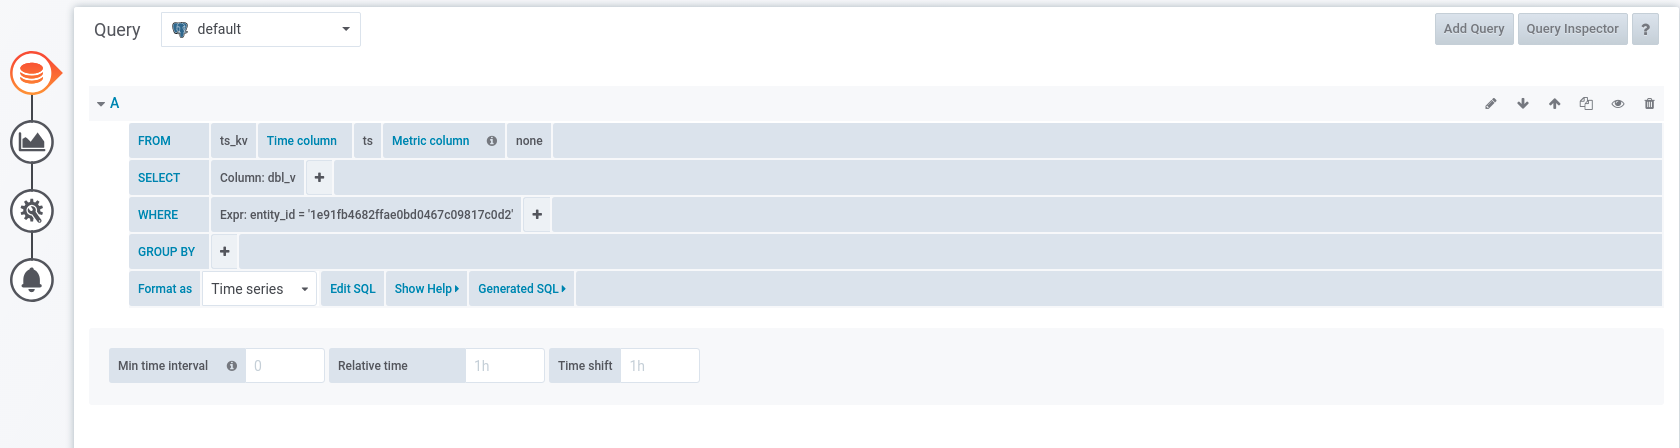 Query default Add Query Query Inspector ?
A
FROM ts_kv Time column ts Metric column none
SELECT Column: dbl_v +
WHERE Expr: entity_id = '1e91fb4682ffae0bd0467c09817c0d2' +
GROUP BY +
Format as Time series Edit SQL Show Help Generated SQL
Min time interval 0 Relative time 1h Time shift 1h